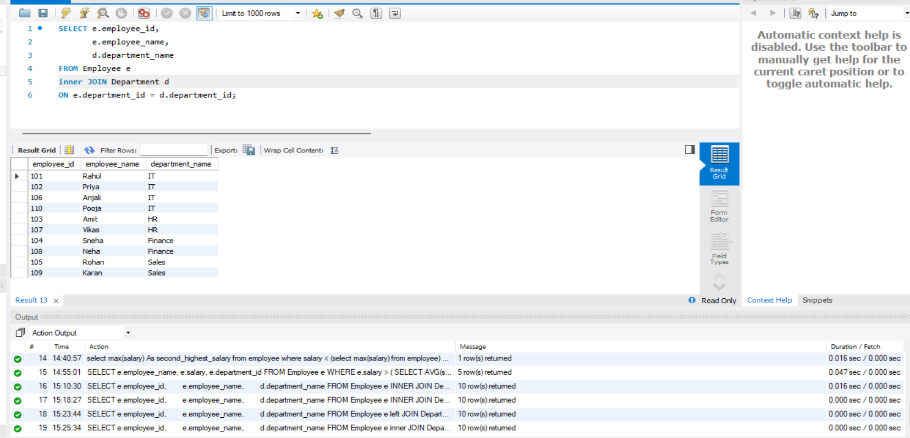 Limit to 1000 rows
Jump to
1 SELECT e.employee_id,
2 e.employee_name,
3 d.department_name
4 FROM Employee e
5 inner JOIN Department d
6 ON e.department_id = d.department_id;
Automatic context help is
disabled. Use the toolbar to
manually get help for the
current caret position or to
toggle automatic help.
Result Grid Filter Rows: Export: Wrap Cell Content:
employee_id employee_name department_name
101 Rahul IT
102 Priya IT
106 Anjali IT
110 Pooja IT
103 Amit HR
107 Vikas HR
104 Sneha Finance
108 Neha Finance
105 Rohan Sales
109 Karan Sales
Result
Grid
Form
Editor
Field
Types
Result 13 Read Only Context Help Snippets
Output
Action Output
# Time Action Message Duration / Fetch
14 14:40:57 select max(salary) As second_highest_salary from employee where salary < (select max(salary) from employee) ... 1 row(s) returned 0.016 sec / 0.000 sec
15 14:55:01 SELECT e.employee_name, e.salary, e.department_id FROM Employee e WHERE e.salary > ( SELECT AVG(s... 5 row(s) returned 0.047 sec / 0.000 sec
16 15:10:30 SELECT e.employee_id, e.employee_name, d.department_name FROM Employee e INNER JOIN De... 10 row(s) returned 0.016 sec / 0.000 sec
17 15:18:27 SELECT e.employee_id, e.employee_name, d.department_name FROM Employee e INNER JOIN De... 10 row(s) returned 0.000 sec / 0.000 sec
18 15:23:44 SELECT e.employee_id, e.employee_name, d.department_name FROM Employee e left JOIN Depart... 10 row(s) returned 0.000 sec / 0.000 sec
19 15:25:34 SELECT e.employee_id, e.employee_name, d.department_name FROM Employee e inner JOIN Depa... 10 row(s) returned 0.000 sec / 0.000 sec